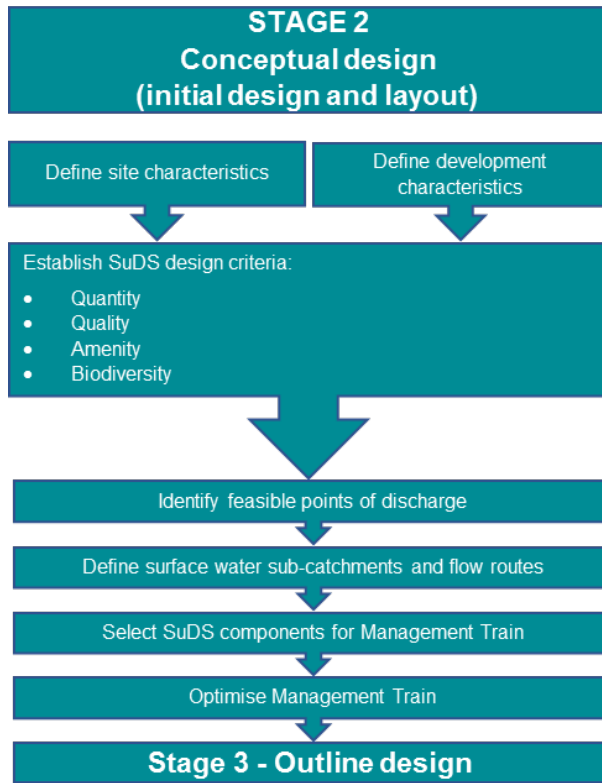 STAGE 2
Conceptual design
(initial design and layout)
Define site characteristics
Define development
characteristics
Establish SuDS design criteria:
• Quantity
• Quality
• Amenity
• Biodiversity
Identify feasible points of discharge
Define surface water sub-catchments and flow routes
Select SuDS components for Management Train
Optimise Management Train
Stage 3 - Outline design